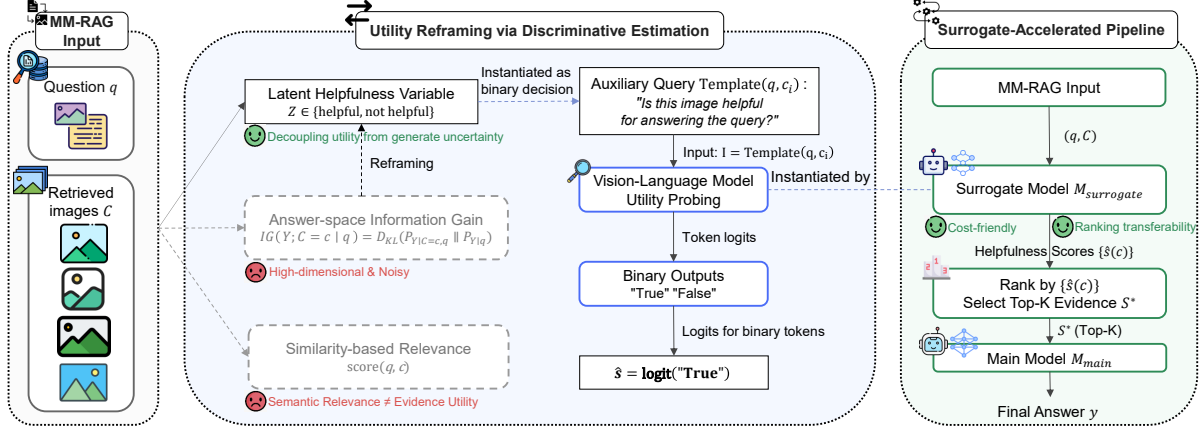 MM-RAG
Input
Question q
Retrieved
images C
Utility Reframing via Discriminative Estimation
Latent Helpfulness Variable
Z ∈ {helpful, not helpful}
Decoupling utility from generate uncertainty
Reframing
Answer-space Information Gain
IG(Y; C = c | q) = D_KL(P_{Y|C=c,q} ∥ P_{Y|q})
High-dimensional & Noisy
Similarity-based Relevance
score(q, c)
Semantic Relevance ≠ Evidence Utility
Instantiated as
binary decision
Auxiliary Query Template(q, c_i) :
"Is this image helpful
for answering the query?"
Input: I = Template(q, c_i)
Vision-Language Model
Utility Probing
Token logits
Binary Outputs
"True" "False"
Logits for binary tokens
ŝ = logit("True")
Instantiated by
Surrogate-Accelerated Pipeline
MM-RAG Input
(q, C)
Surrogate Model M_surrogate
Cost-friendly
Ranking transferability
Helpfulness Scores {ŝ(c)}
2 1 3
Rank by {ŝ(c)}
Select Top-K Evidence S*
S* (Top-K)
Main Model M_main
Final Answer y